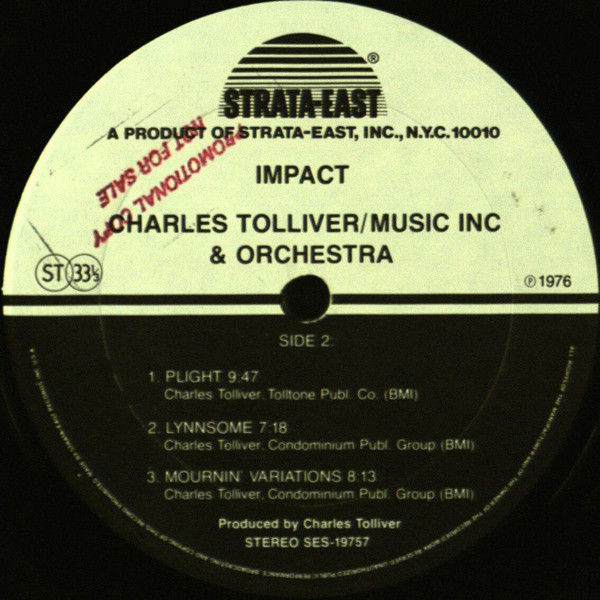 STRATA-EAST®
A PRODUCT OF STRATA-EAST, INC., N.Y.C. 10010
PROMOTIONAL COPY
NOT FOR SALE
IMPACT
CHARLES TOLLIVER/MUSIC INC
& ORCHESTRA
ST 33⅓
℗ 1976
SIDE 2:
1. PLIGHT 9:47
Charles Tolliver, Tolltone Publ. Co. (BMI)
2. LYNNSOME 7:18
Charles Tolliver, Condominium Publ. Group (BMI)
3. MOURNIN' VARIATIONS 8:13
Charles Tolliver, Condominium Publ. Group (BMI)
Produced by Charles Tolliver
STEREO SES-19757